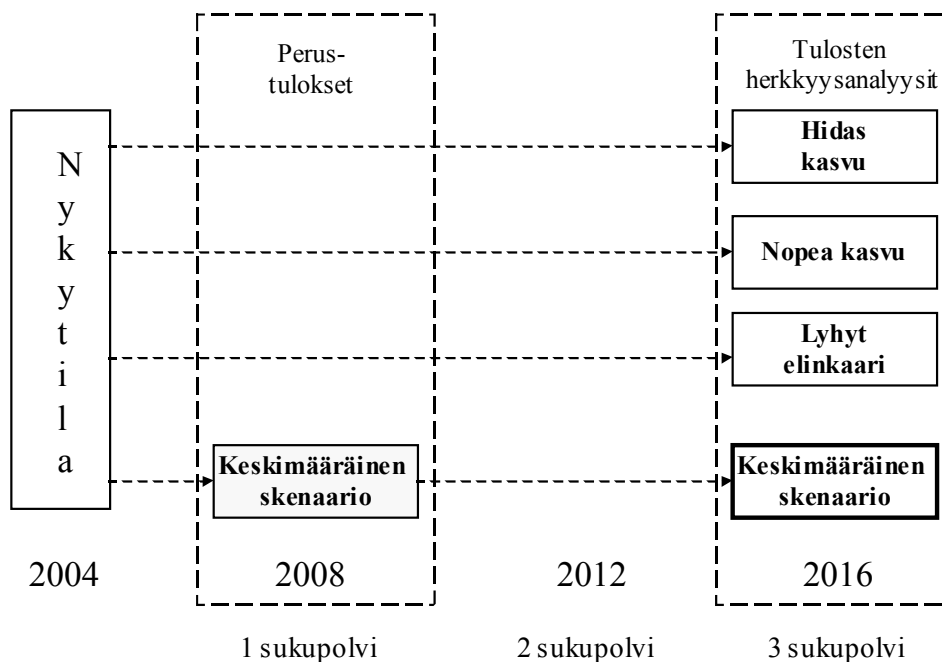 Perus-
tulokset
Tulosten
herkkyysanalyysit
Nykytila
Hidas
kasvu
Nopea kasvu
Lyhyt
elinkaari
Keskimääräinen
skenaario
Keskimääräinen
skenaario
2004
2008
2012
2016
1 sukupolvi
2 sukupolvi
3 sukupolvi